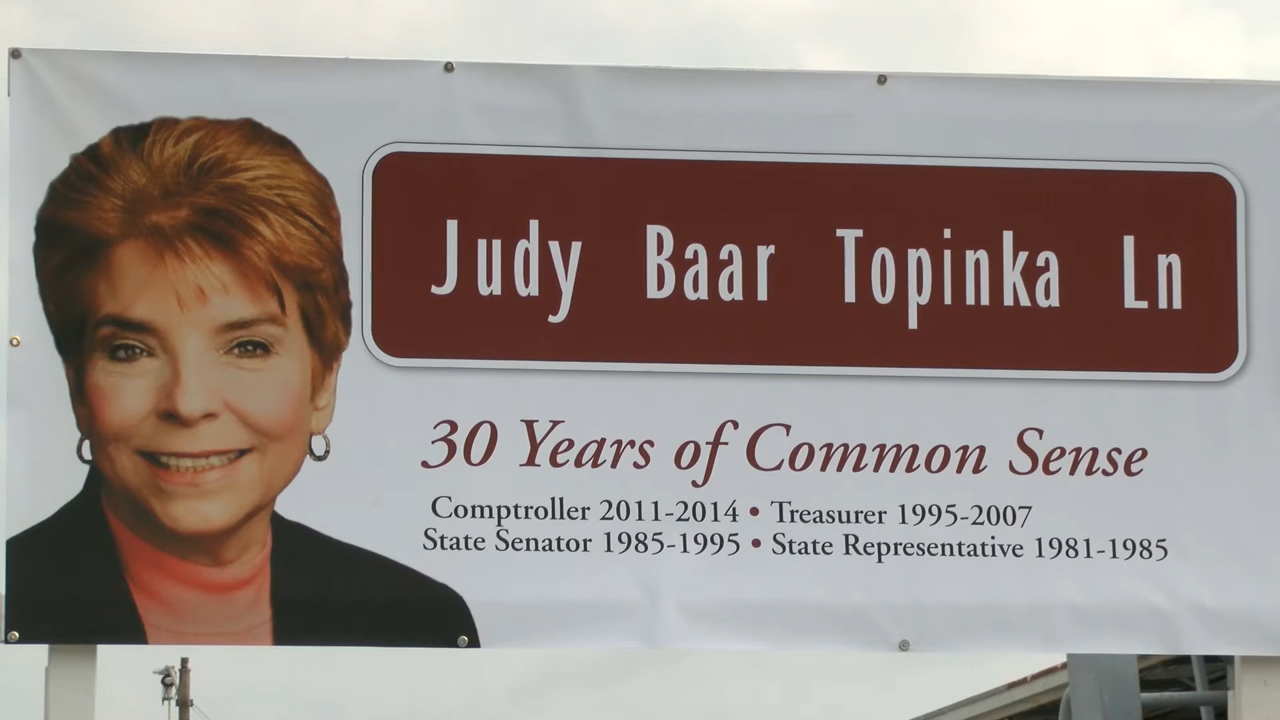 Judy Baar Topinka Ln
30 Years of Common Sense
Comptroller 2011-2014 • Treasurer 1995-2007
State Senator 1985-1995 • State Representative 1981-1985